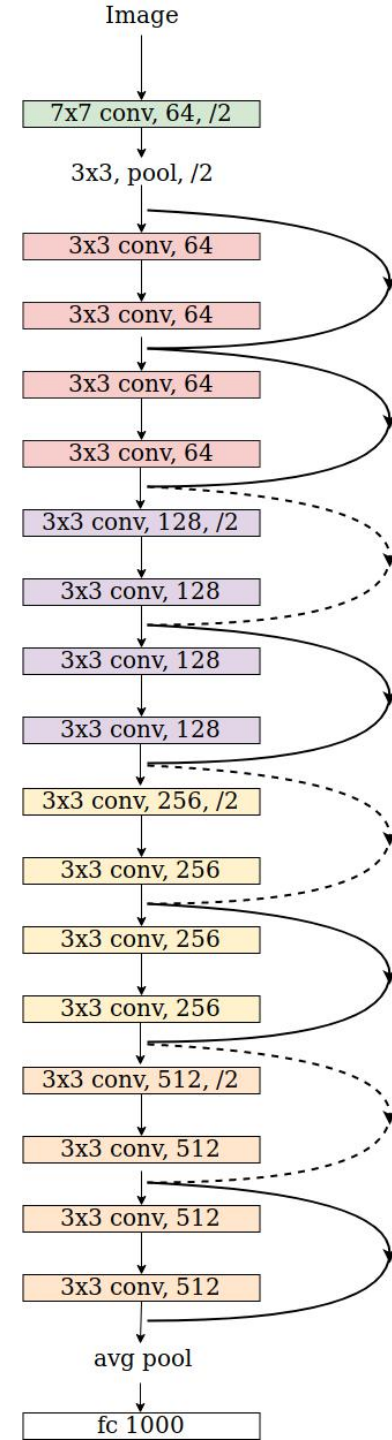 Image
7x7 conv, 64, /2
3x3, pool, /2
3x3 conv, 64
3x3 conv, 64
3x3 conv, 64
3x3 conv, 64
3x3 conv, 128, /2
3x3 conv, 128
3x3 conv, 128
3x3 conv, 128
3x3 conv, 256, /2
3x3 conv, 256
3x3 conv, 256
3x3 conv, 256
3x3 conv, 512, /2
3x3 conv, 512
3x3 conv, 512
3x3 conv, 512
avg pool
fc 1000